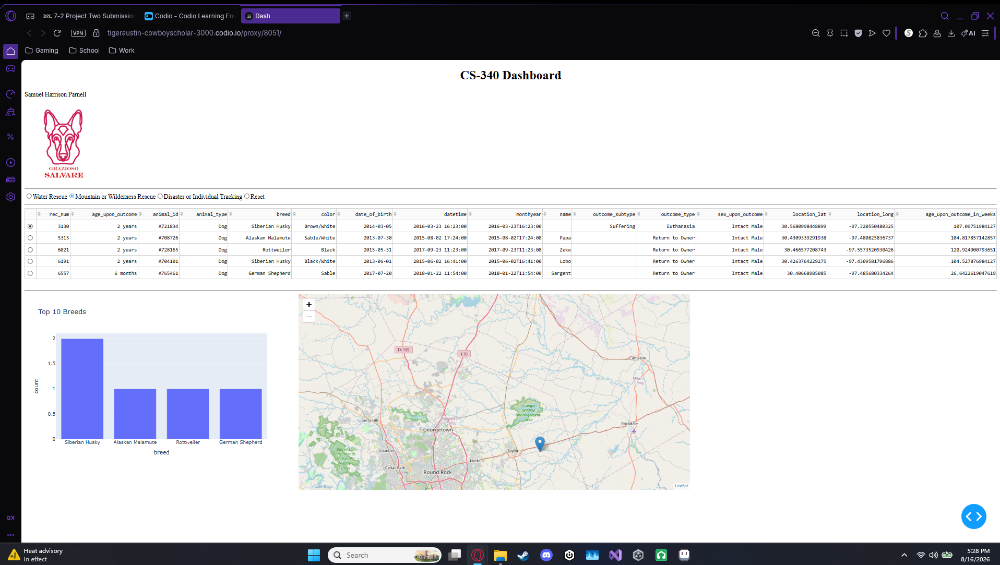 D2L 7-2 Project Two Submissio
Codio - Codio Learning En
Dash
VPN
tigeraustin-cowboyscholar-3000.codio.io/proxy/8051/
AI
Gaming School Work
CS-340 Dashboard
Samuel Harrison Parnell
GRAZIOSO
SALVARE
Water Rescue Mountain or Wilderness Rescue Disaster or Individual Tracking Reset
rec_num age_upon_outcome animal_id animal_type breed color date_of_birth datetime monthyear name outcome_subtype outcome_type sex_upon_outcome location_lat location_long age_upon_outcome_in_weeks
3130 2 years A721834 Dog Siberian Husky Brown/White 2014-03-05 2016-03-23 16:23:00 2016-03-23T16:23:00 Suffering Euthanasia Intact Male 30.5680998448899 -97.320550480325 107.09751984127
5315 2 years A708726 Dog Alaskan Malamute Sable/White 2013-07-30 2015-08-02 17:24:00 2015-08-02T17:24:00 Papa Return to Owner Intact Male 30.4309339291938 -97.480825836737 104.817857142857
6021 2 years A728165 Dog Rottweiler Black 2015-05-31 2017-09-23 11:23:00 2017-09-23T11:23:00 Zeke Return to Owner Intact Male 30.466577208743 -97.5573520930426 120.924900793651
6191 2 years A704101 Dog Siberian Husky Black/White 2013-06-01 2015-06-02 16:41:00 2015-06-02T16:41:00 Lobo Return to Owner Intact Male 30.4263764229275 -97.4309581796886 104.527876984127
6557 6 months A765461 Dog German Shepherd Sable 2017-07-20 2018-01-22 11:54:00 2018-01-22T11:54:00 Sargent Return to Owner Intact Male 30.40668985085 -97.485680334264 26.6422619047619
Top 10 Breeds
2
1.5
1
0.5
0
count
Siberian Husky Alaskan Malamute Rottweiler German Shepherd
breed
+
−
TX 195
I 35
Cameron
Milam
County
Granger
Wildlife
Management
Area
Liberty Hill
Williamson
County
Georgetown
Rockdale
Leander
Taylor
Balcones
Canyonlands
National
Wildlife
Refuge
Hutto
Cedar Park
Round Rock
Lake Travis
Leaflet
GX
Heat advisory
In effect
Search
5:28 PM
8/16/2026